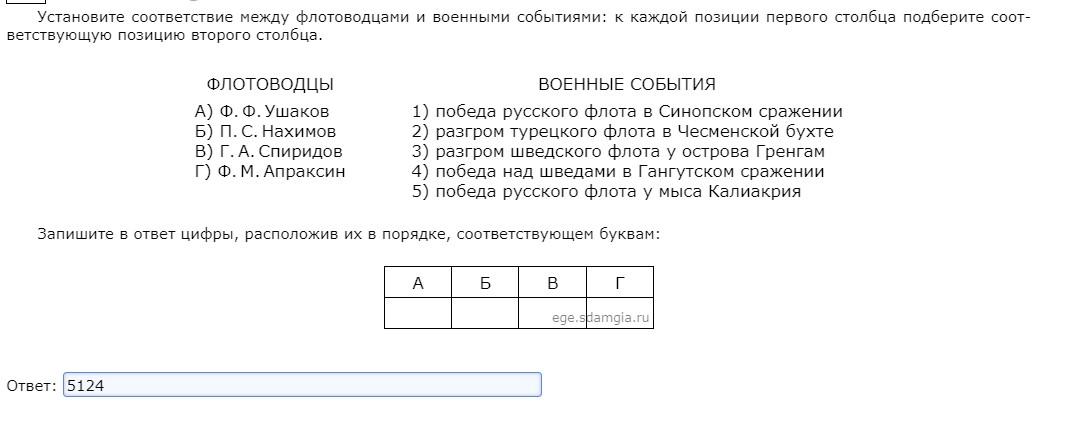 Установите соответствие между флотоводцами и военными событиями: к каждой позиции первого столбца подберите соот-
ветствующую позицию второго столбца.
ФЛОТОВОДЦЫ
А) Ф. Ф. Ушаков
Б) П. С. Нахимов
В) Г. А. Спиридов
Г) Ф. М. Апраксин
ВОЕННЫЕ СОБЫТИЯ
1) победа русского флота в Синопском сражении
2) разгром турецкого флота в Чесменской бухте
3) разгром шведского флота у острова Гренгам
4) победа над шведами в Гангутском сражении
5) победа русского флота у мыса Калиакрия
Запишите в ответ цифры, расположив их в порядке, соответствующем буквам:
А Б В Г
ege.sdamgia.ru
Ответ: 5124